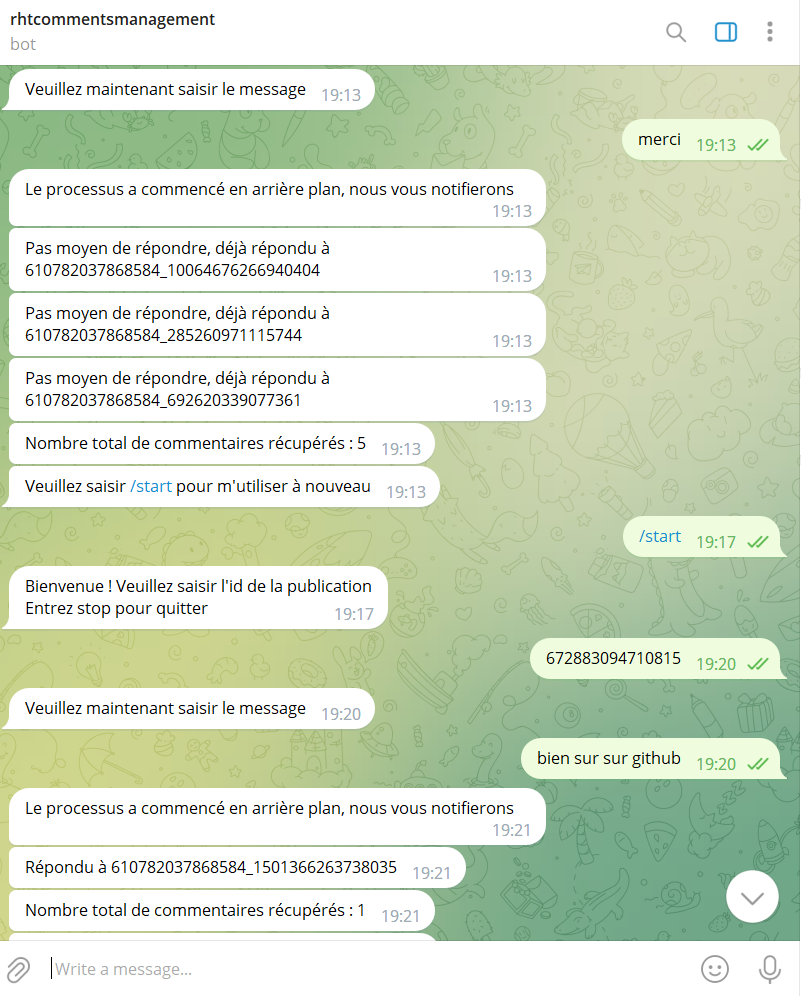 rhtcommentsmanagement
bot
Veuillez maintenant saisir le message 19:13
merci 19:13
Le processus a commencé en arrière plan, nous vous notifierons
19:13
Pas moyen de répondre, déjà répondu à
610782037868584_10064676266940404 19:13
Pas moyen de répondre, déjà répondu à
610782037868584_285260971115744 19:13
Pas moyen de répondre, déjà répondu à
610782037868584_692620339077361 19:13
Nombre total de commentaires récupérés : 5 19:13
Veuillez saisir /start pour m'utiliser à nouveau 19:13
/start 19:17
Bienvenue ! Veuillez saisir l'id de la publication
Entrez stop pour quitter 19:17
672883094710815 19:20
Veuillez maintenant saisir le message 19:20
bien sur sur github 19:20
Le processus a commencé en arrière plan, nous vous notifierons
19:21
Répondu à 610782037868584_1501366263738035 19:21
Nombre total de commentaires récupérés : 1 19:21
Write a message...